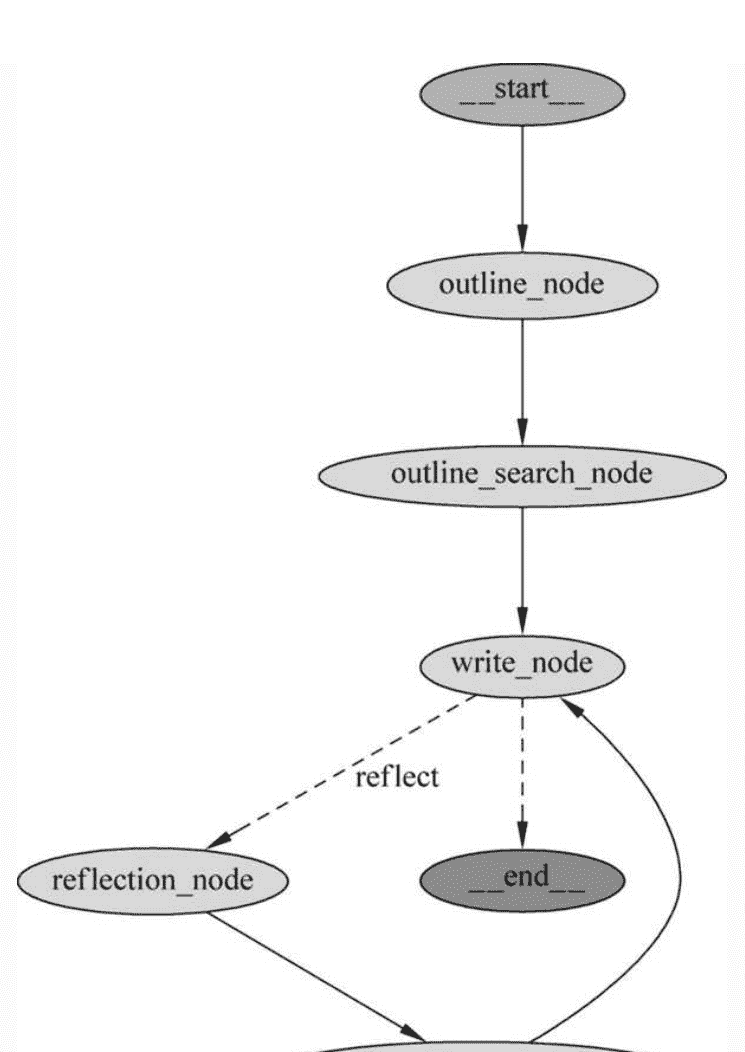 __start__
outline_node
outline_search_node
write_node
reflect
reflection_node
__end__